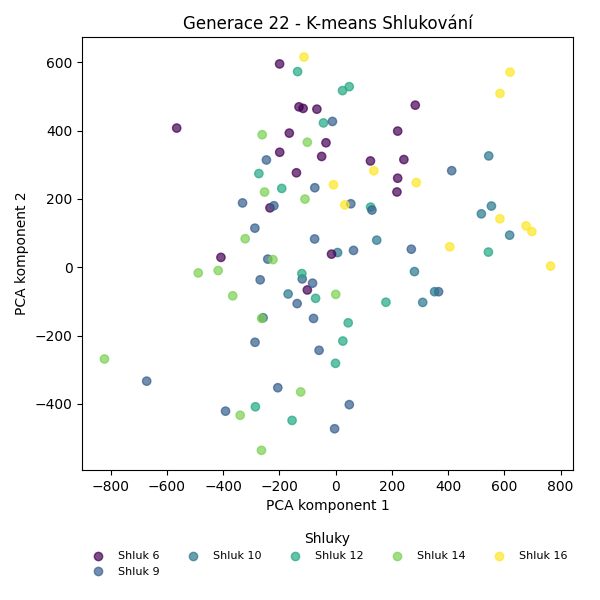 Generace 22 - K-means Shlukování
PCA komponent 2
600
400
200
0
−200
−400
−800 −600 −400 −200 0 200 400 600 800
PCA komponent 1
Shluky
Shluk 6 Shluk 10 Shluk 12 Shluk 14 Shluk 16
Shluk 9